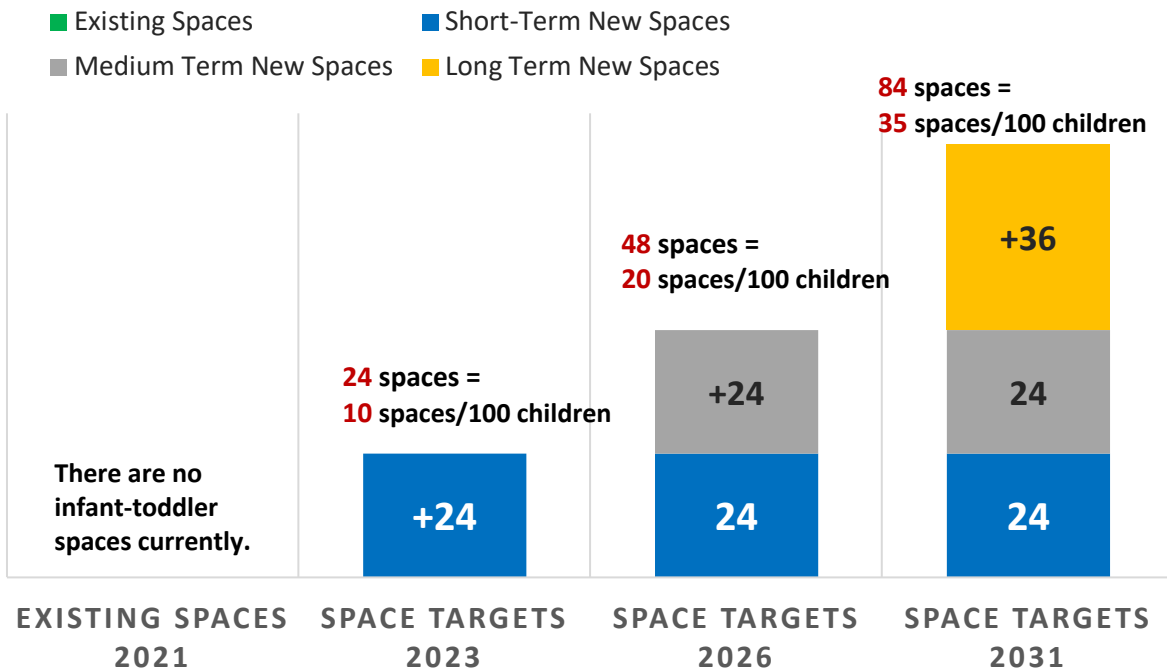 Existing Spaces
Short-Term New Spaces
Medium Term New Spaces
Long Term New Spaces
84 spaces =
35 spaces/100 children
+36
48 spaces =
20 spaces/100 children
24 spaces =
10 spaces/100 children
+24
24
There are no
infant-toddler
spaces currently.
+24
24
24
EXISTING SPACES
2021
SPACE TARGETS
2023
SPACE TARGETS
2026
SPACE TARGETS
2031